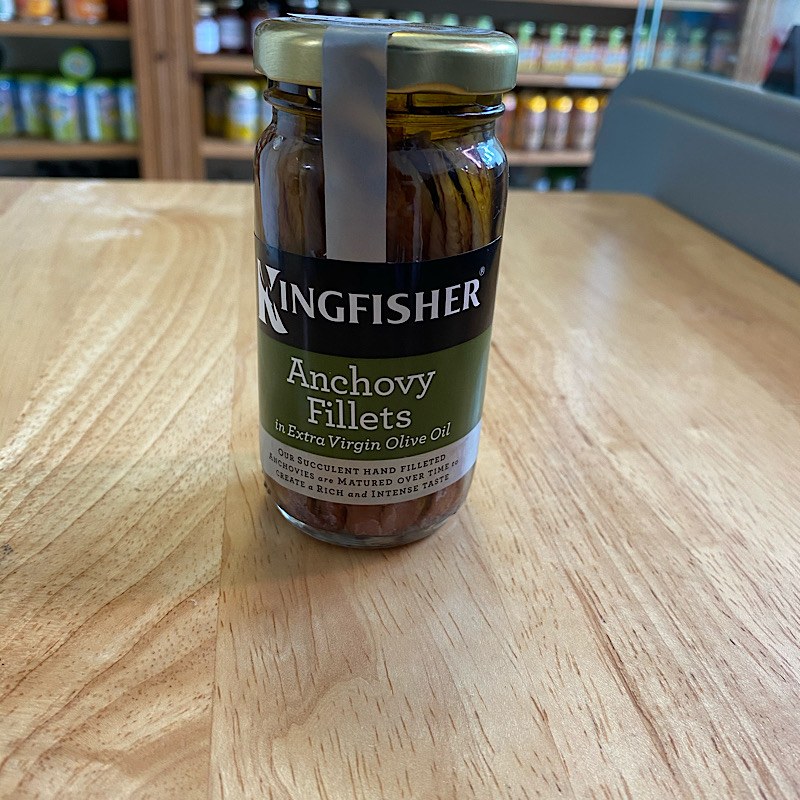 KINGFISHER®
Anchovy
Fillets
in Extra Virgin Olive Oil
OUR SUCCULENT HAND FILLETED
ANCHOVIES are MATURED OVER TIME to
CREATE a RICH and INTENSE TASTE